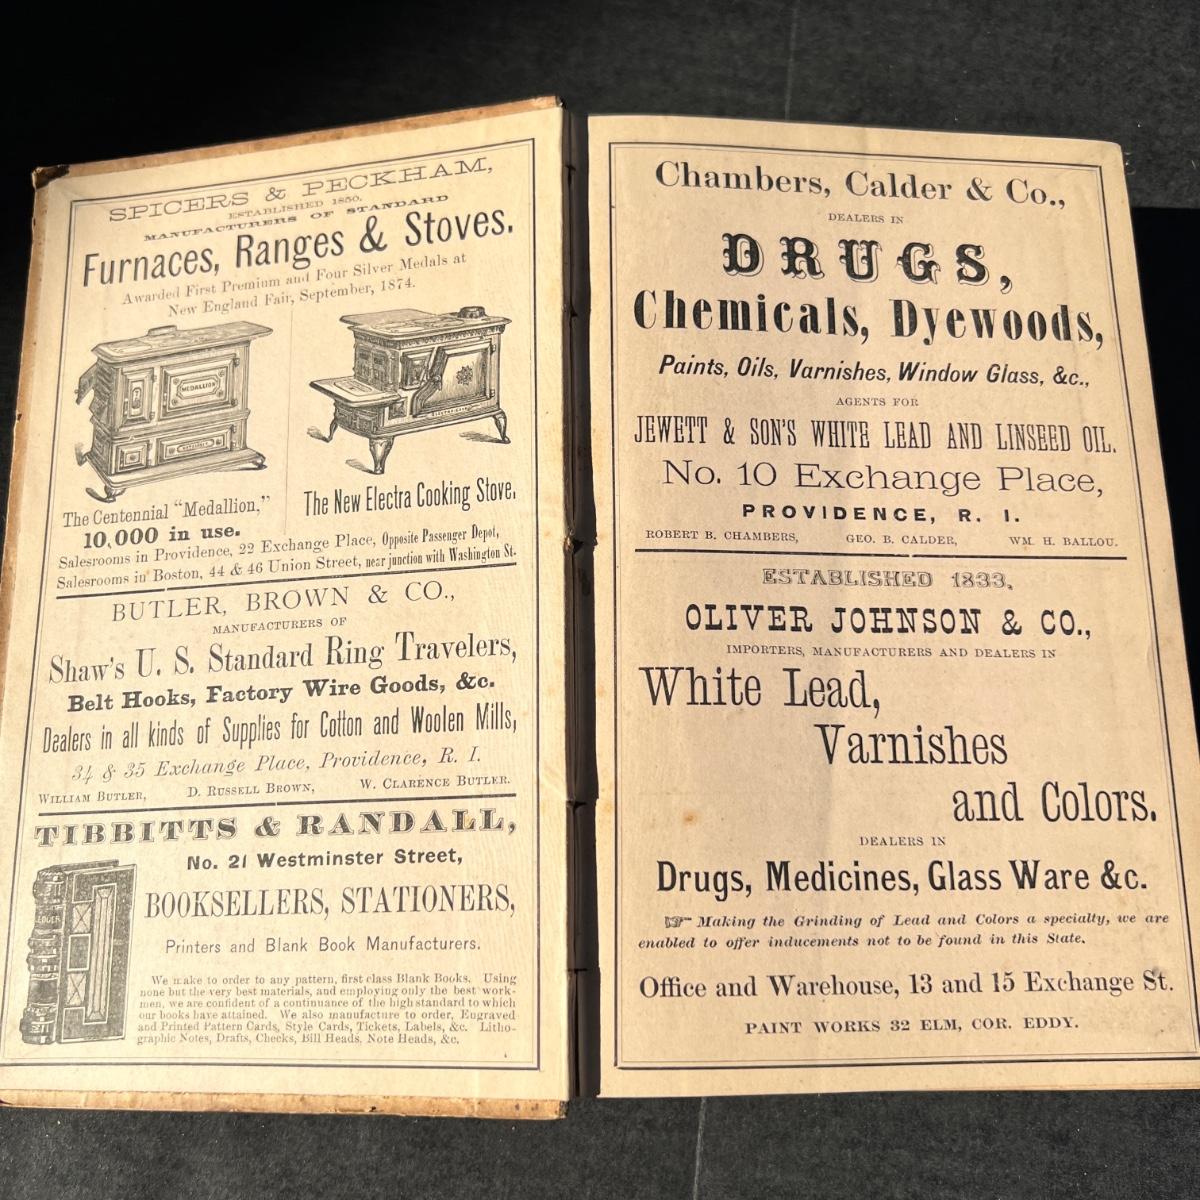 SPICERS & PECKHAM,
ESTABLISHED 1850.
MANUFACTURERS OF STANDARD
Furnaces, Ranges & Stoves.
Awarded First Premium and Four Silver Medals at
New England Fair, September, 1874.
MEDALLION
The Centennial "Medallion,"
10,000 in use.
The New Electra Cooking Stove.
Salesrooms in Providence, 22 Exchange Place, Opposite Passenger Depot,
Salesrooms in Boston, 44 & 46 Union Street, near junction with Washington St.
BUTLER, BROWN & CO.,
MANUFACTURERS OF
Shaw's U. S. Standard Ring Travelers,
Belt Hooks, Factory Wire Goods, &c.
Dealers in all kinds of Supplies for Cotton and Woolen Mills,
34 & 35 Exchange Place, Providence, R. I.
WILLIAM BUTLER, D. RUSSELL BROWN, W. CLARENCE BUTLER.
TIBBITTS & RANDALL,
No. 21 Westminster Street,
LEDGER
BOOKSELLERS, STATIONERS,
Printers and Blank Book Manufacturers.
We make to order to any pattern, first class Blank Books. Using
none but the very best materials, and employing only the best work-
men, we are confident of a continuance of the high standard to which
our books have attained. We also manufacture to order, Engraved
and Printed Pattern Cards, Style Cards, Tickets, Labels, &c. Litho-
graphic Notes, Drafts, Checks, Bill Heads, Note Heads, &c.
Chambers, Calder & Co.,
DEALERS IN
DRUGS,
Chemicals, Dyewoods,
Paints, Oils, Varnishes, Window Glass, &c.,
AGENTS FOR
JEWETT & SON'S WHITE LEAD AND LINSEED OIL.
No. 10 Exchange Place,
PROVIDENCE, R. I.
ROBERT B. CHAMBERS, GEO. B. CALDER, WM. H. BALLOU.
ESTABLISHED 1833.
OLIVER JOHNSON & CO.,
IMPORTERS, MANUFACTURERS AND DEALERS IN
White Lead,
Varnishes
and Colors.
DEALERS IN
Drugs, Medicines, Glass Ware &c.
☞ Making the Grinding of Lead and Colors a specialty, we are
enabled to offer inducements not to be found in this State.
Office and Warehouse, 13 and 15 Exchange St.
PAINT WORKS 32 ELM, COR. EDDY.